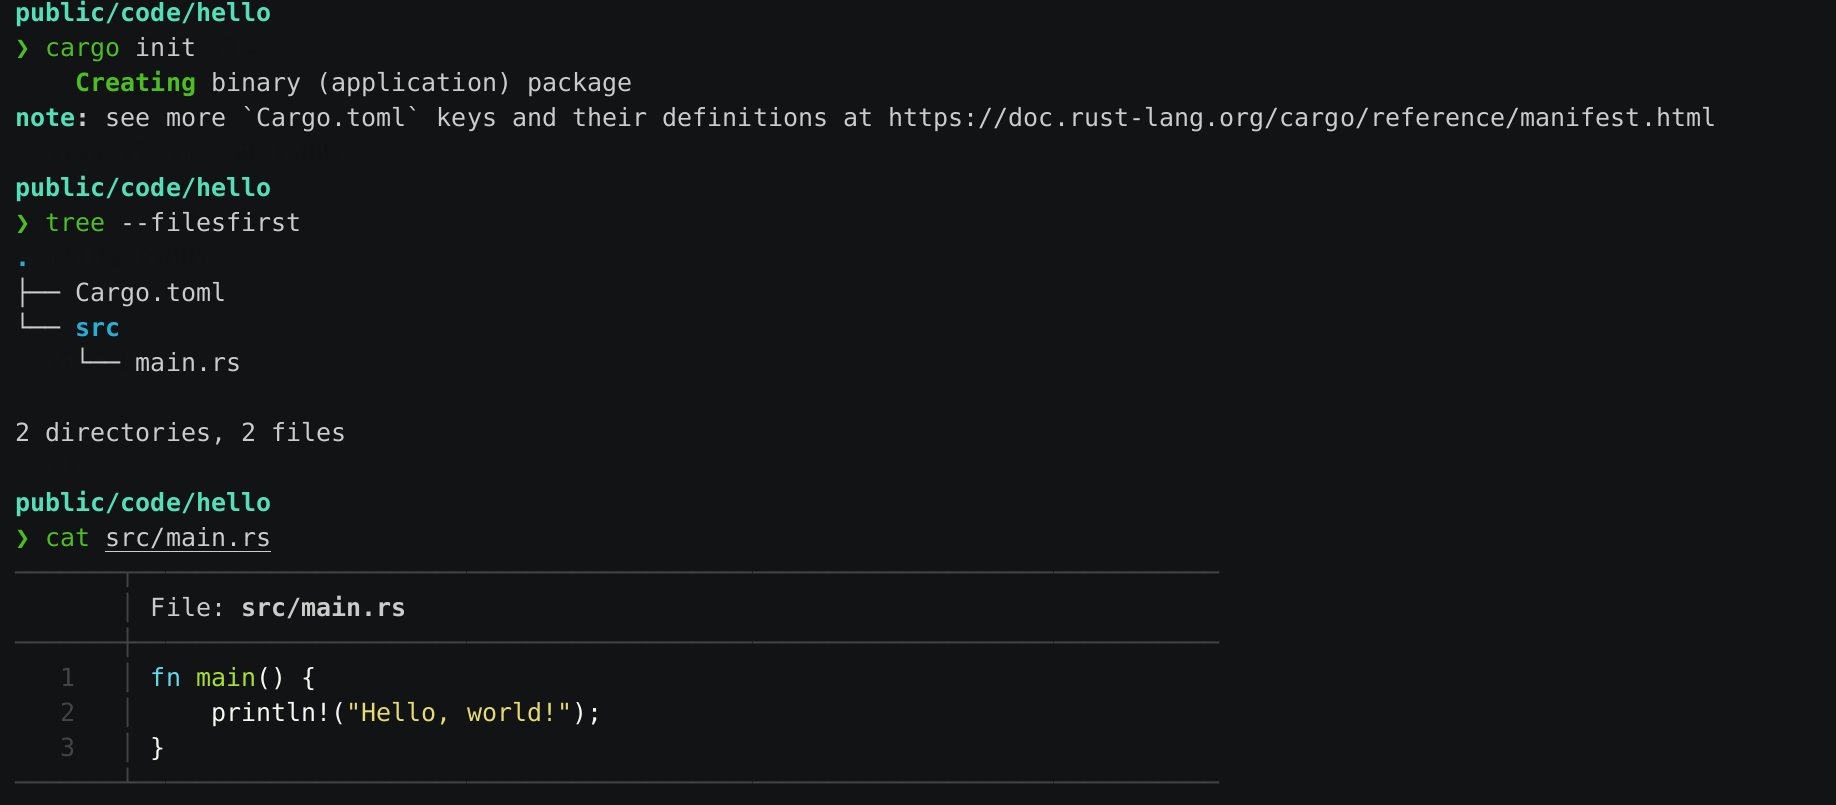 public/code/hello
❯ cargo init
    Creating binary (application) package
note: see more `Cargo.toml` keys and their definitions at https://doc.rust-lang.org/cargo/reference/manifest.html
public/code/hello
❯ tree --filesfirst
.
├── Cargo.toml
└── src
    └── main.rs
2 directories, 2 files
public/code/hello
❯ cat src/main.rs
File: src/main.rs
1 fn main() {
2     println!("Hello, world!");
3 }